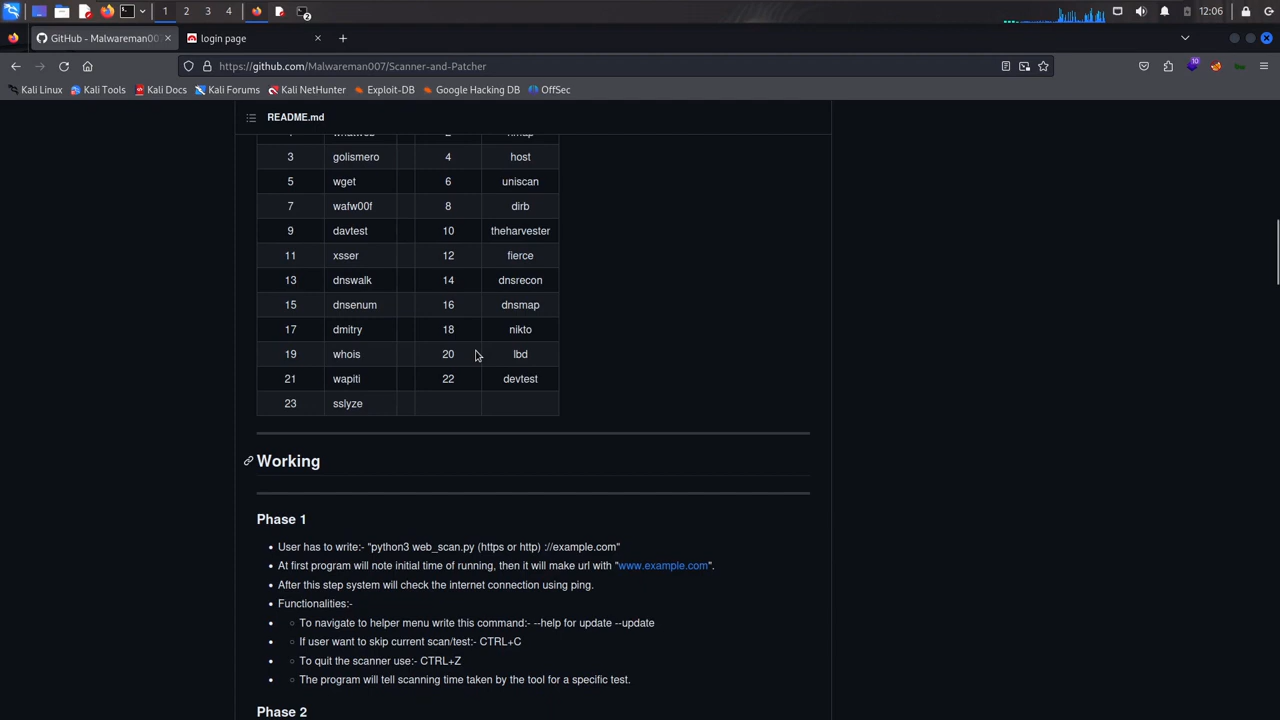 12:06
1 2 3 4
GitHub - Malwareman007
login page
https://github.com/Malwareman007/Scanner-and-Patcher
10
Kali Linux Kali Tools Kali Docs Kali Forums Kali NetHunter Exploit-DB Google Hacking DB OffSec
README.md
1 whatweb 2 nmap
3 golismero 4 host
5 wget 6 uniscan
7 wafw00f 8 dirb
9 davtest 10 theharvester
11 xsser 12 fierce
13 dnswalk 14 dnsrecon
15 dnsenum 16 dnsmap
17 dmitry 18 nikto
19 whois 20 lbd
21 wapiti 22 devtest
23 sslyze
Working
Phase 1
• User has to write:- "python3 web_scan.py (https or http) ://example.com"
• At first program will note initial time of running, then it will make url with "www.example.com".
• After this step system will check the internet connection using ping.
• Functionalities:-
• ◦ To navigate to helper menu write this command:- --help for update --update
• ◦ If user want to skip current scan/test:- CTRL+C
• ◦ To quit the scanner use:- CTRL+Z
• ◦ The program will tell scanning time taken by the tool for a specific test.
Phase 2